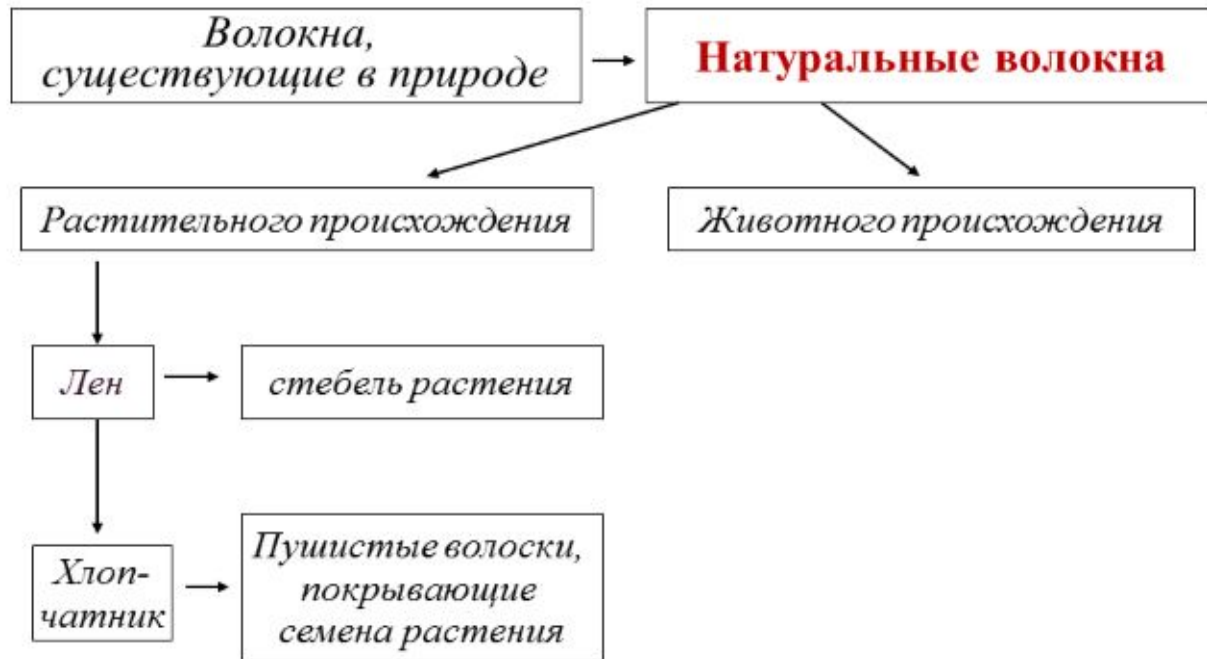 Волокна,
существующие в природе
Натуральные волокна
Растительного происхождения
Животного происхождения
Лен
стебель растения
Хлоп-
чатник
Пушистые волоски,
покрывающие
семена растения